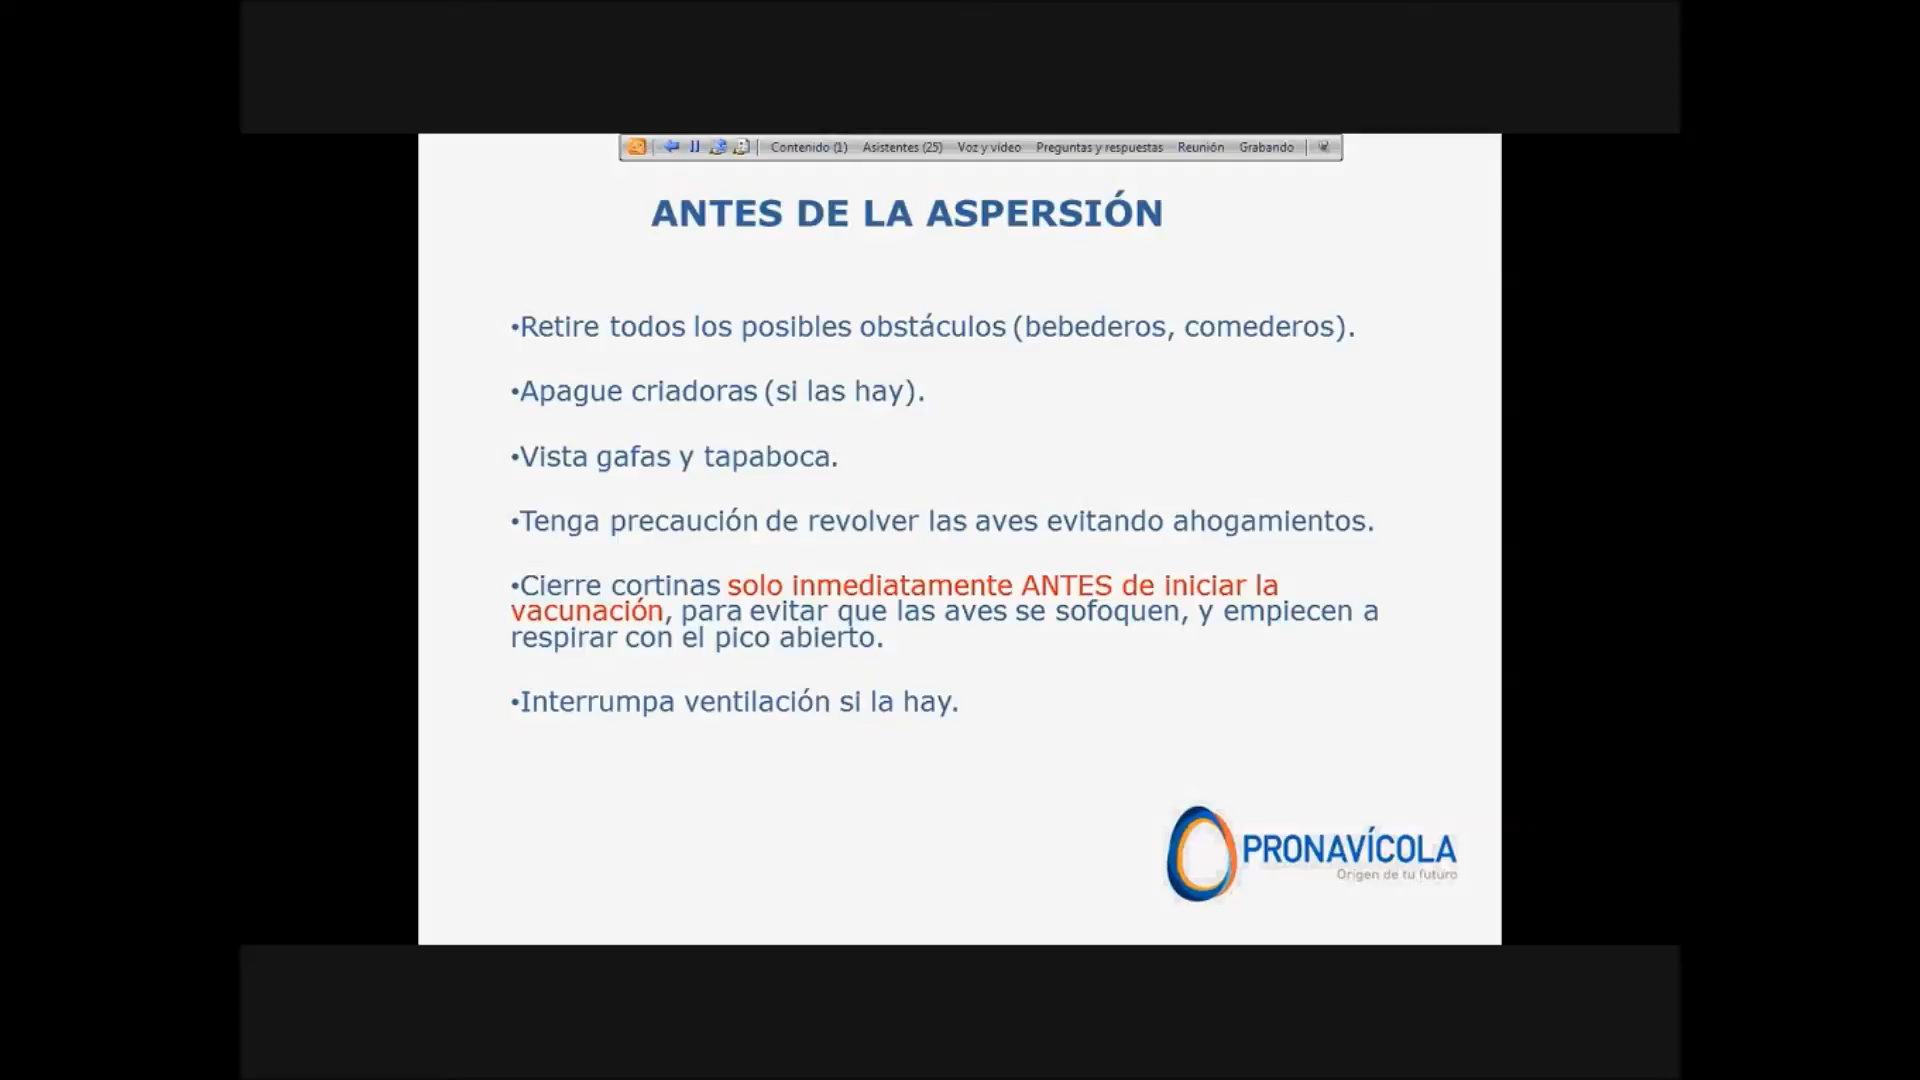 Contenido (1) Asistentes (25) Voz y vídeo Preguntas y respuestas Reunión Grabando
ANTES DE LA ASPERSIÓN
•Retire todos los posibles obstáculos (bebederos, comederos).
•Apague criadoras (si las hay).
•Vista gafas y tapaboca.
•Tenga precaución de revolver las aves evitando ahogamientos.
•Cierre cortinas solo inmediatamente ANTES de iniciar la
vacunación, para evitar que las aves se sofoquen, y empiecen a
respirar con el pico abierto.
•Interrumpa ventilación si la hay.
PRONAVÍCOLA
Origen de tu futuro